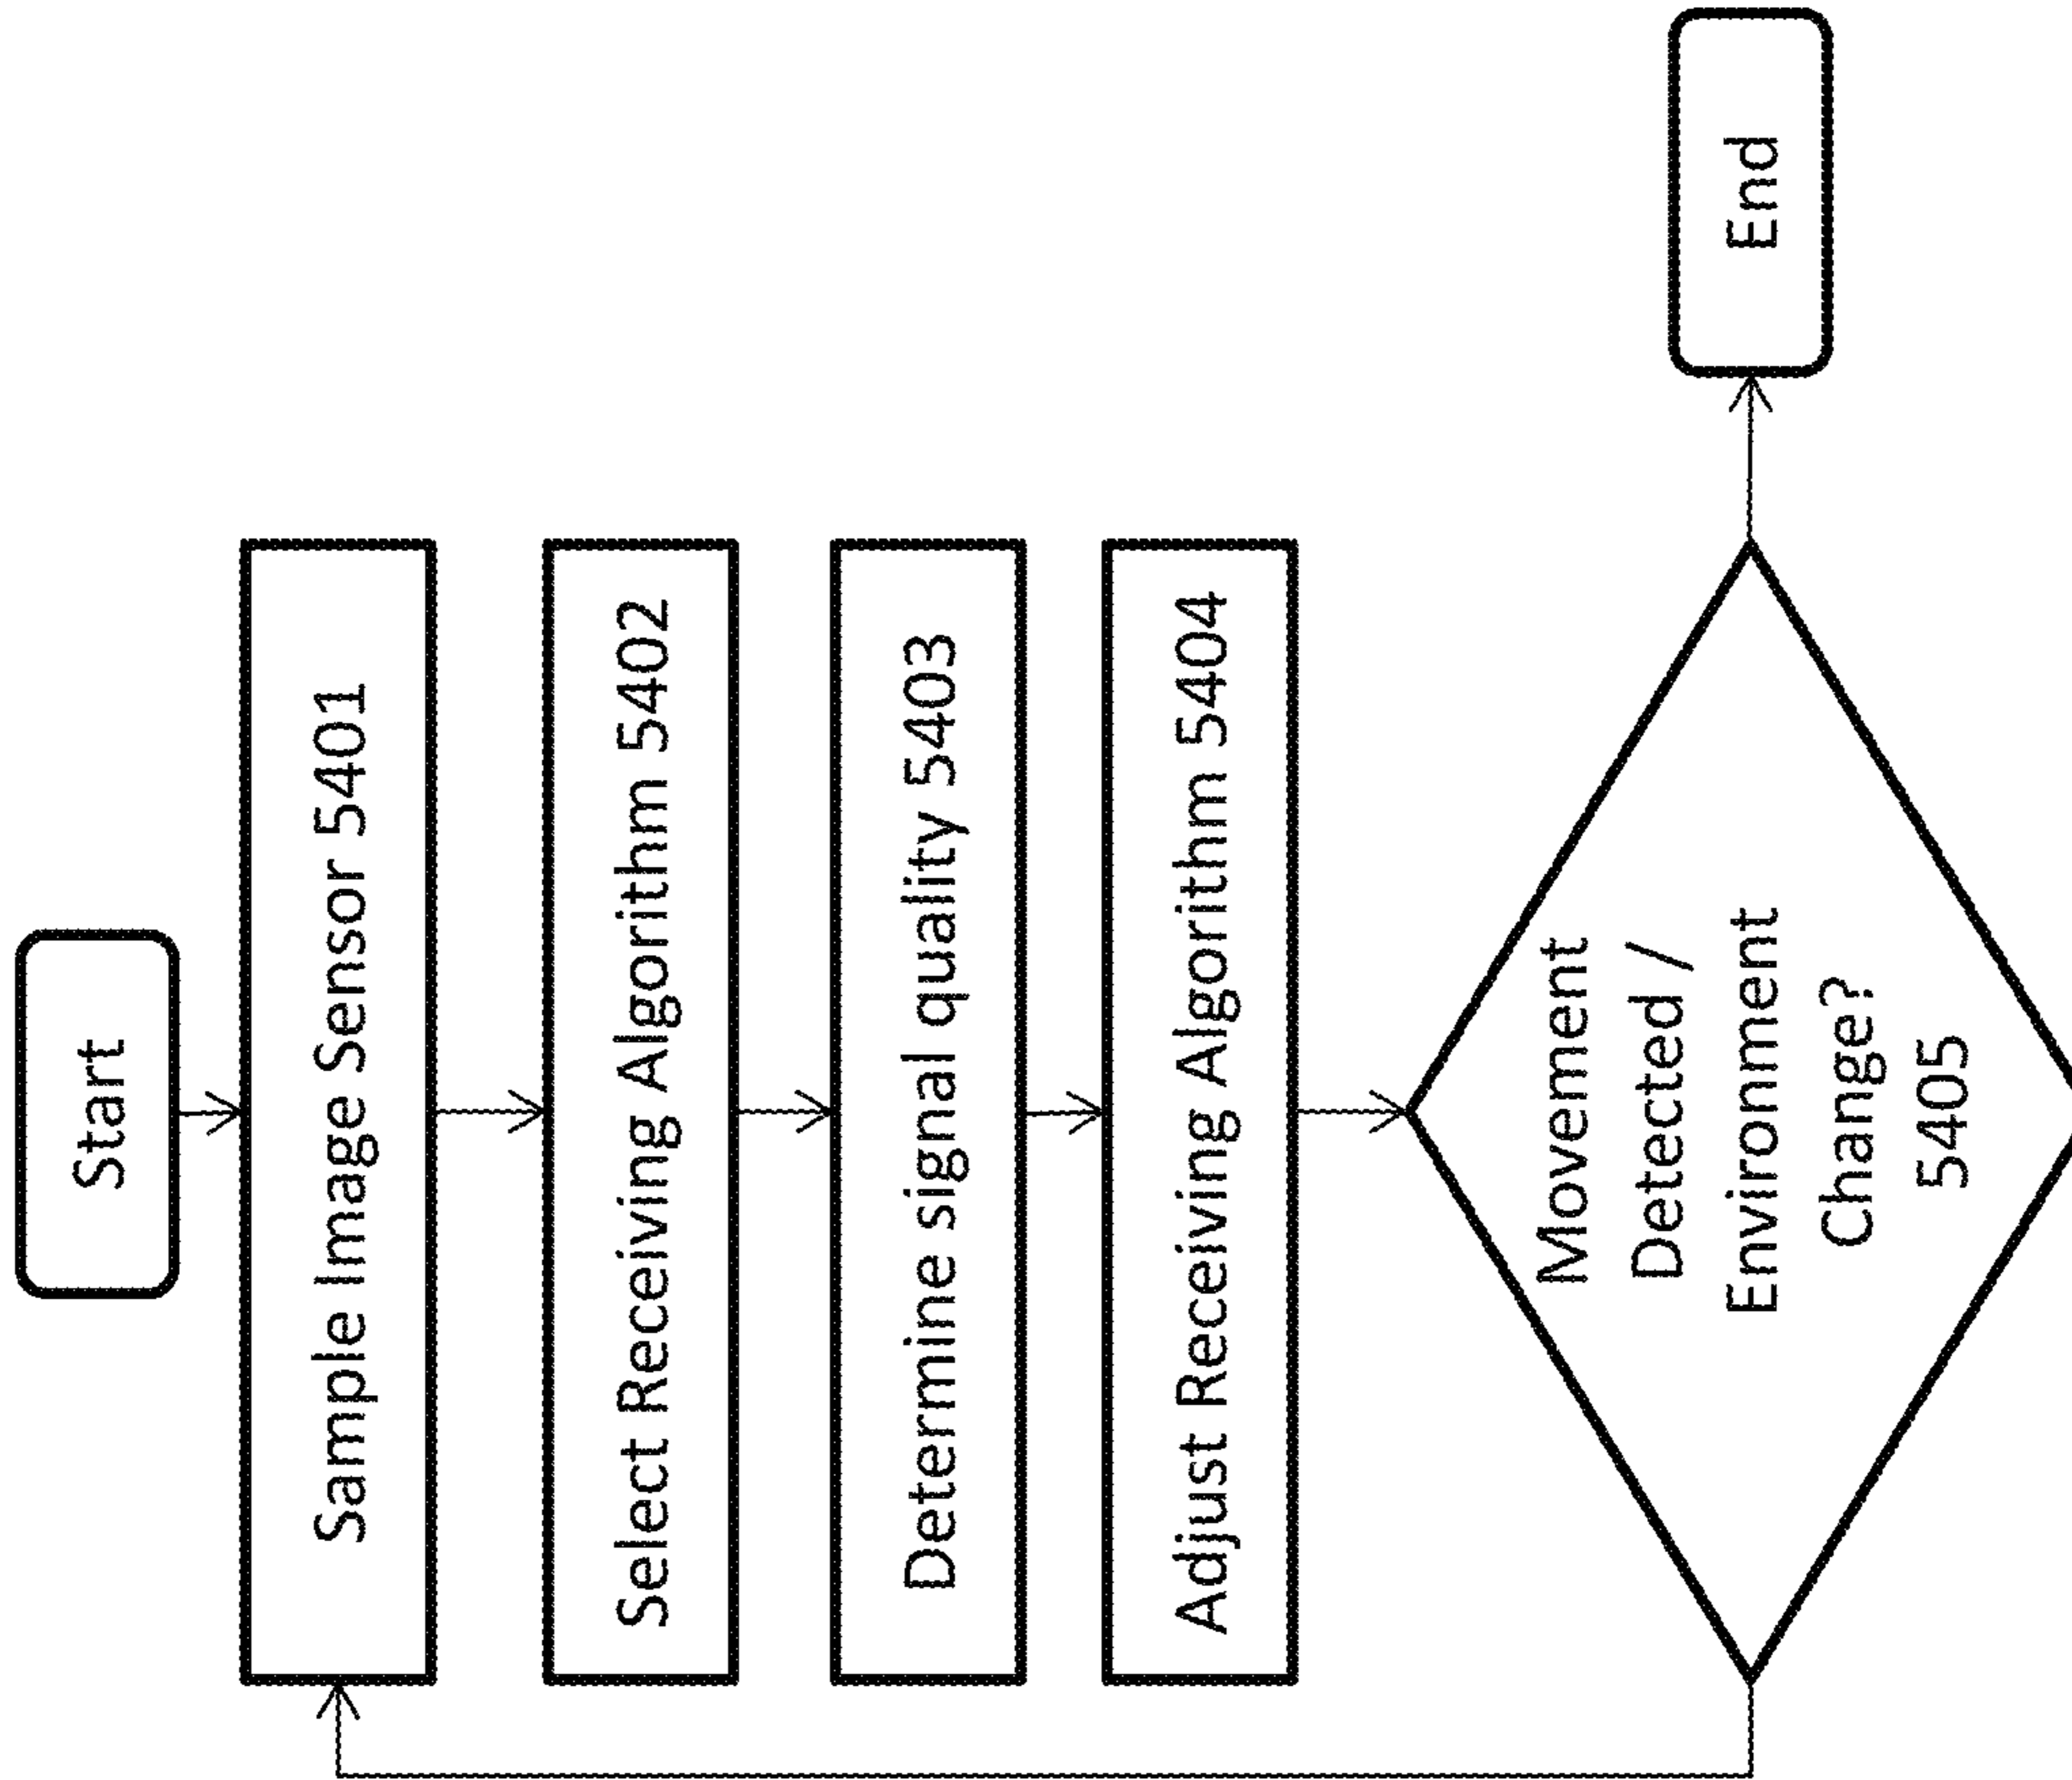 Start
Sample Image Sensor 5401
Select Receiving Algorithm 5402
Determine signal quality 5403
Adjust Receiving Algorithm 5404
Movement
Detected /
Environment
Change?
5405
End